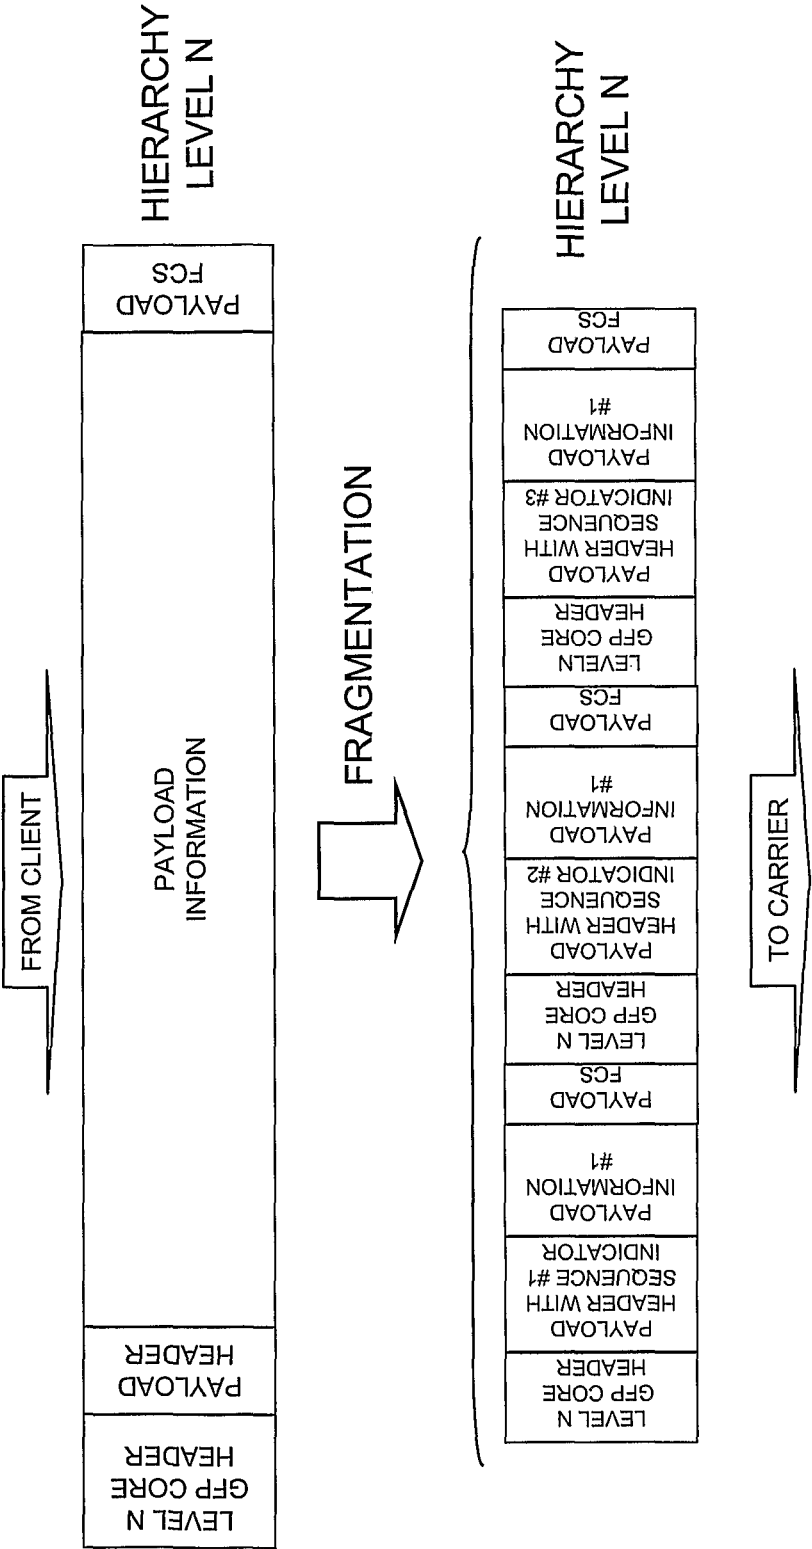 FROM CLIENT
LEVEL N
GFP CORE
HEADER
PAYLOAD
HEADER
PAYLOAD
INFORMATION
PAYLOAD
FCS
HIERARCHY
LEVEL N
FRAGMENTATION
LEVEL N
GFP CORE
HEADER
PAYLOAD
HEADER WITH
SEQUENCE #1
INDICATOR
PAYLOAD
INFORMATION
#1
PAYLOAD
FCS
LEVEL N
GFP CORE
HEADER
PAYLOAD
HEADER WITH
SEQUENCE
INDICATOR #2
PAYLOAD
INFORMATION
#1
PAYLOAD
FCS
LEVELN
GFP CORE
HEADER
PAYLOAD
HEADER WITH
SEQUENCE
INDICATOR #3
PAYLOAD
INFORMATION
#1
PAYLOAD
FCS
HIERARCHY
LEVEL N
TO CARRIER